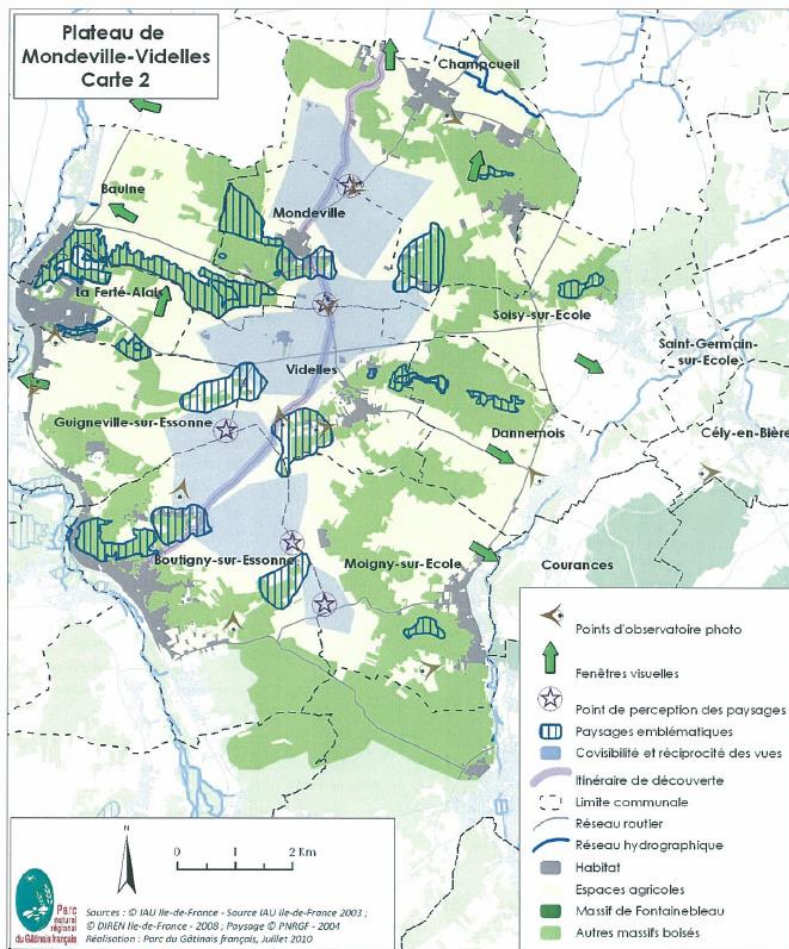 Plateau de
Mondeville-Videlles
Carte 2
Champcueil
Baulne
Mondeville
La Ferté-Alais
Soisy-sur-Ecole
Saint-Germain-
sur-Ecole
Videlles
Guigneville-sur-Essonne
Dannemois
Cély-en-Bière
Boutigny-sur-Essonne
Moigny-sur-Ecole
Courances
Points d'observatoire photo
Fenêtres visuelles
Point de perception des paysages
Paysages emblématiques
Covisibilité et réciprocité des vues
Itinéraire de découverte
Limite communale
Réseau routier
Réseau hydrographique
Habitat
Espaces agricoles
Massif de Fontainebleau
Autres massifs boisés
N
0 1 2 Km
Parc
naturel
régional
du Gâtinais français
Sources : © IAU Ile-de-France - Source IAU Ile-de-France 2003 ;
© DIREN Ile-de-France - 2008 ; Paysage © PNRGF - 2004
Réalisation : Parc du Gâtinais français, Juillet 2010